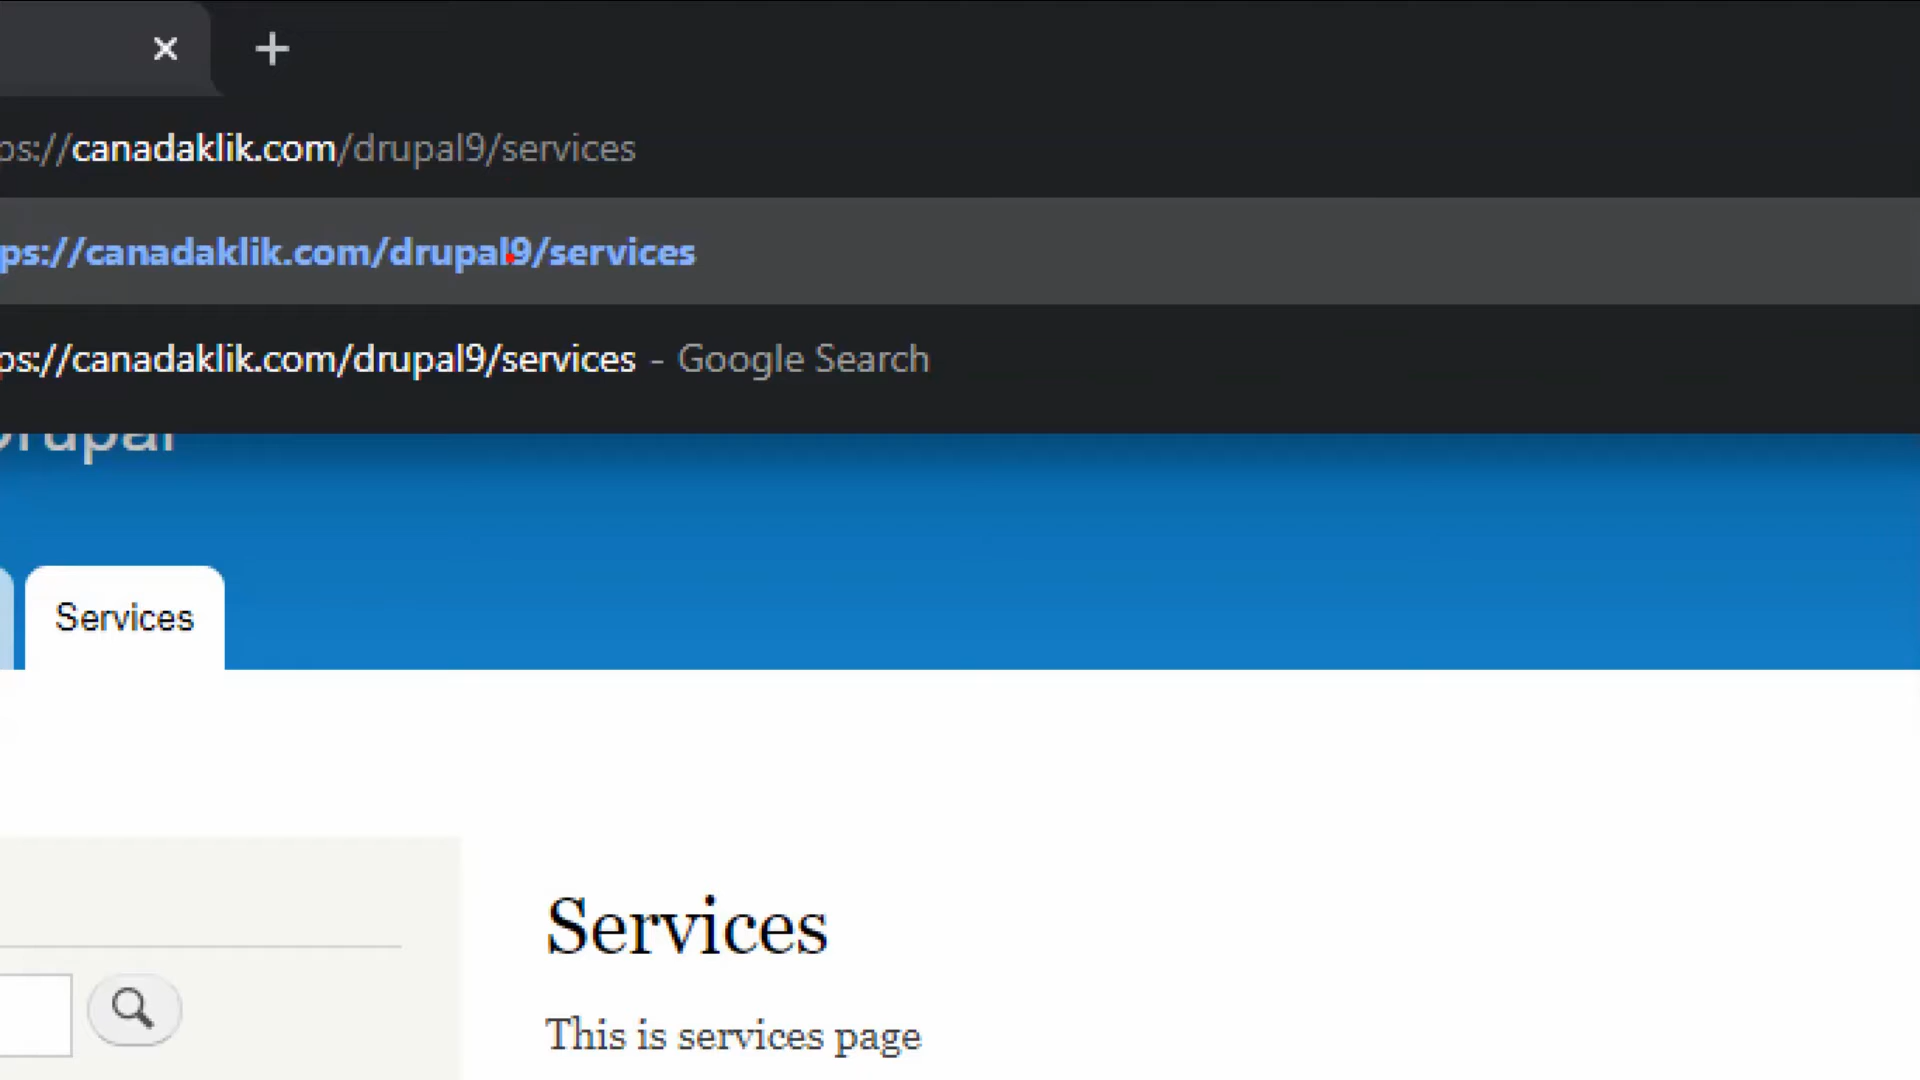 ps://canadaklik.com/drupal9/services
ps://canadaklik.com/drupal9/services
ps://canadaklik.com/drupal9/services - Google Search
Drupal
Services
Services
This is services page